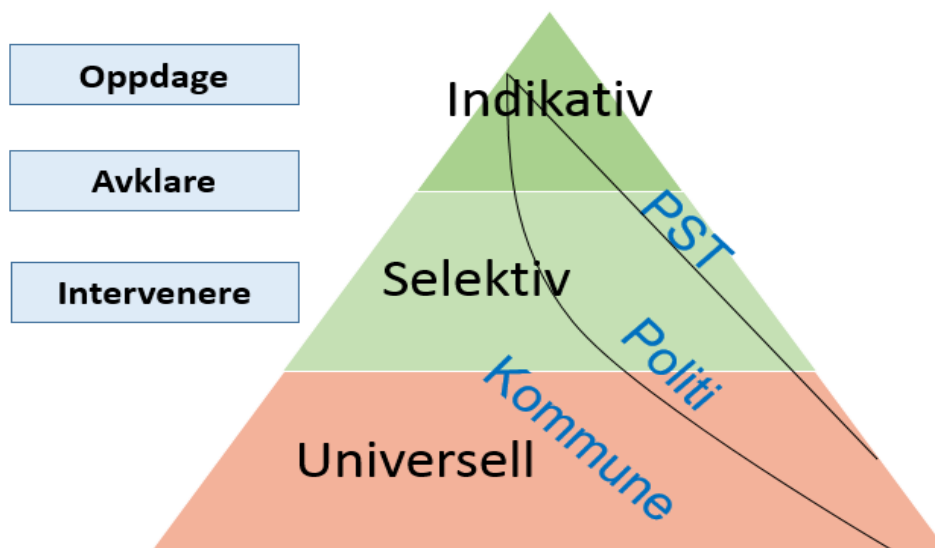 Oppdage
Avklare
Intervenere
Indikativ
Selektiv
Universell
PST
Politi
Kommune